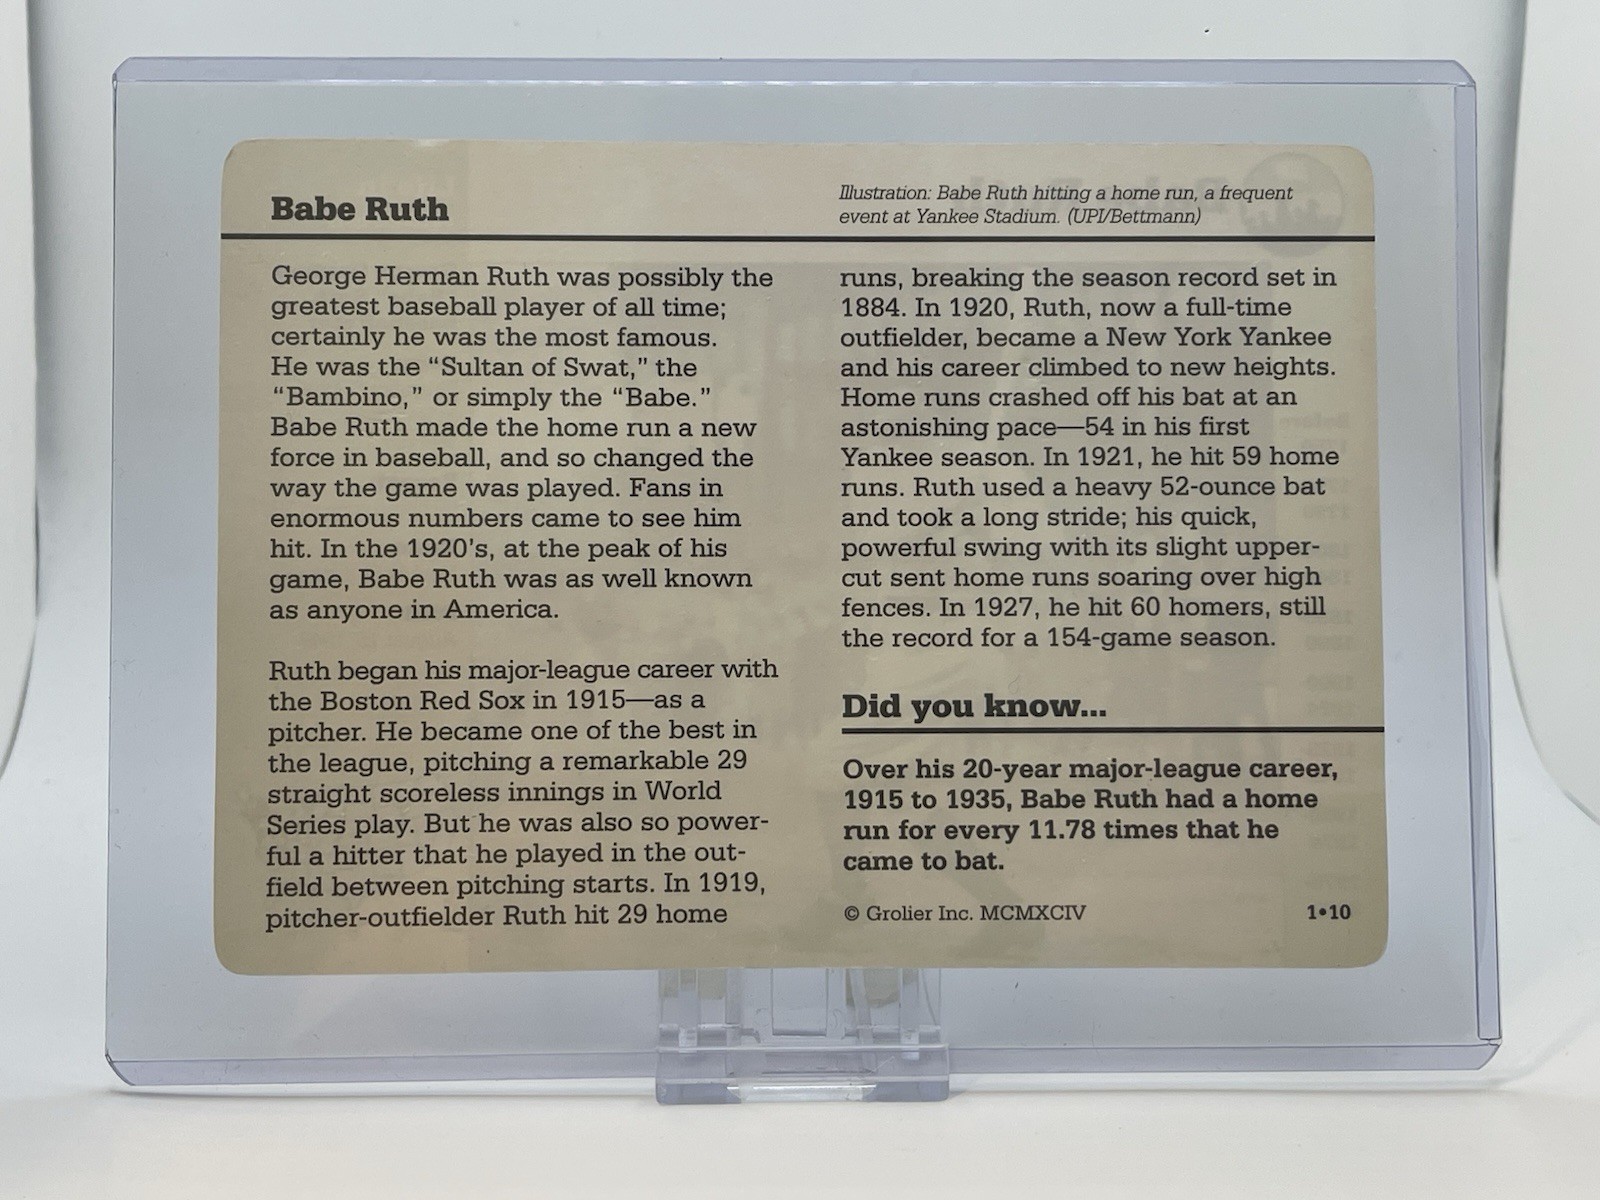 Babe Ruth
Illustration: Babe Ruth hitting a home run, a frequent
event at Yankee Stadium. (UPI/Bettmann)
George Herman Ruth was possibly the
greatest baseball player of all time;
certainly he was the most famous.
He was the “Sultan of Swat,” the
“Bambino,” or simply the “Babe.”
Babe Ruth made the home run a new
force in baseball, and so changed the
way the game was played. Fans in
enormous numbers came to see him
hit. In the 1920's, at the peak of his
game, Babe Ruth was as well known
as anyone in America.
Ruth began his major-league career with
the Boston Red Sox in 1915—as a
pitcher. He became one of the best in
the league, pitching a remarkable 29
straight scoreless innings in World
Series play. But he was also so power-
ful a hitter that he played in the out-
field between pitching starts. In 1919,
pitcher-outfielder Ruth hit 29 home
runs, breaking the season record set in
1884. In 1920, Ruth, now a full-time
outfielder, became a New York Yankee
and his career climbed to new heights.
Home runs crashed off his bat at an
astonishing pace—54 in his first
Yankee season. In 1921, he hit 59 home
runs. Ruth used a heavy 52-ounce bat
and took a long stride; his quick,
powerful swing with its slight upper-
cut sent home runs soaring over high
fences. In 1927, he hit 60 homers, still
the record for a 154-game season.
Did you know...
Over his 20-year major-league career,
1915 to 1935, Babe Ruth had a home
run for every 11.78 times that he
came to bat.
© Grolier Inc. MCMXCIV
1•10